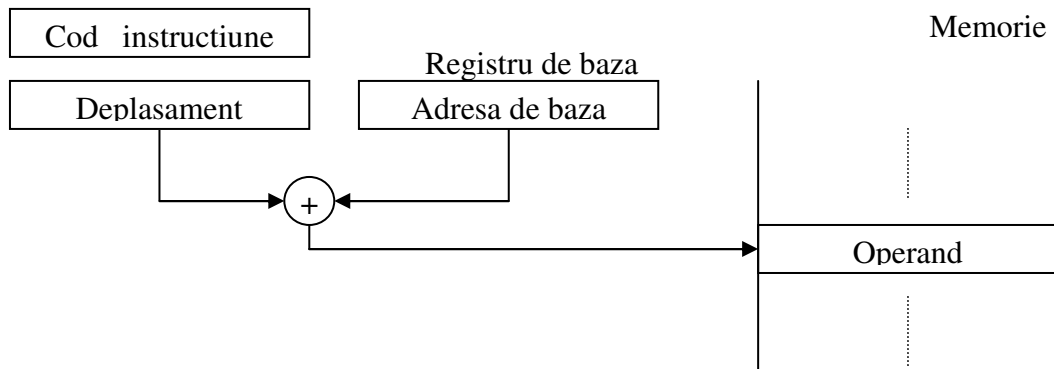 Cod instructiune
Memorie
Registru de baza
Deplasament
Adresa de baza
+
Operand